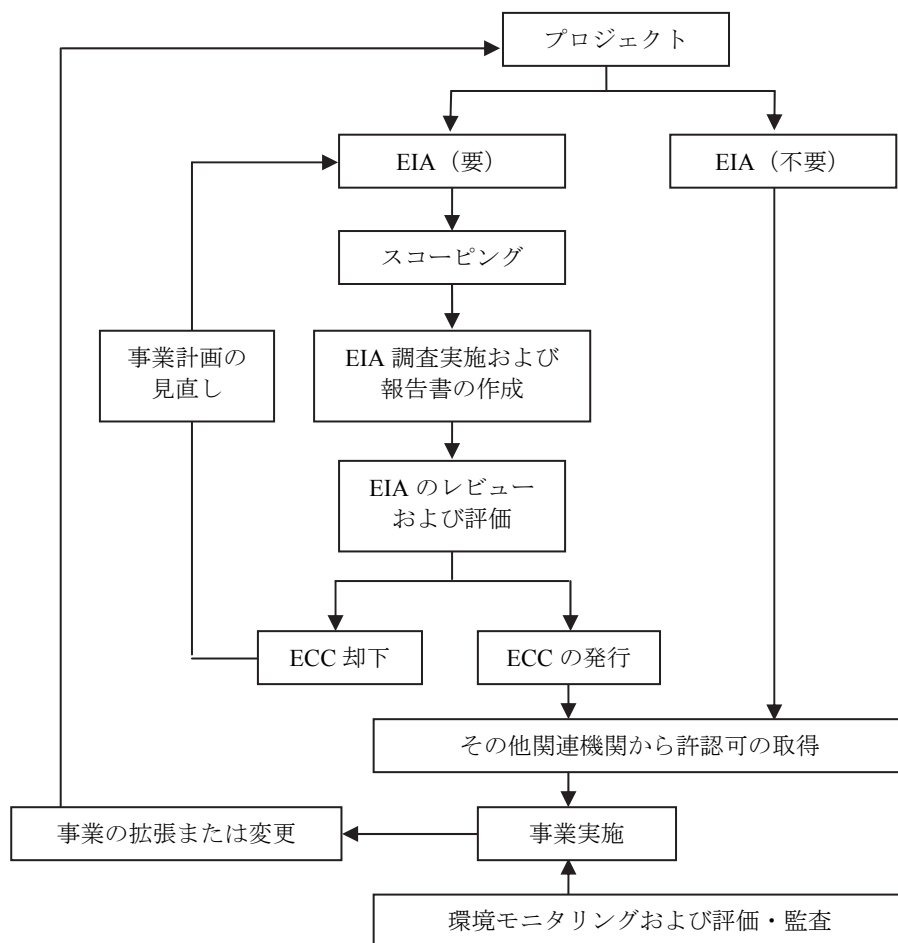 プロジェクト
EIA（要）
EIA（不要）
スコーピング
事業計画の
見直し
EIA 調査実施および
報告書の作成
EIA のレビュー
および評価
ECC 却下
ECC の発行
その他関連機関から許認可の取得
事業の拡張または変更
事業実施
環境モニタリングおよび評価・監査